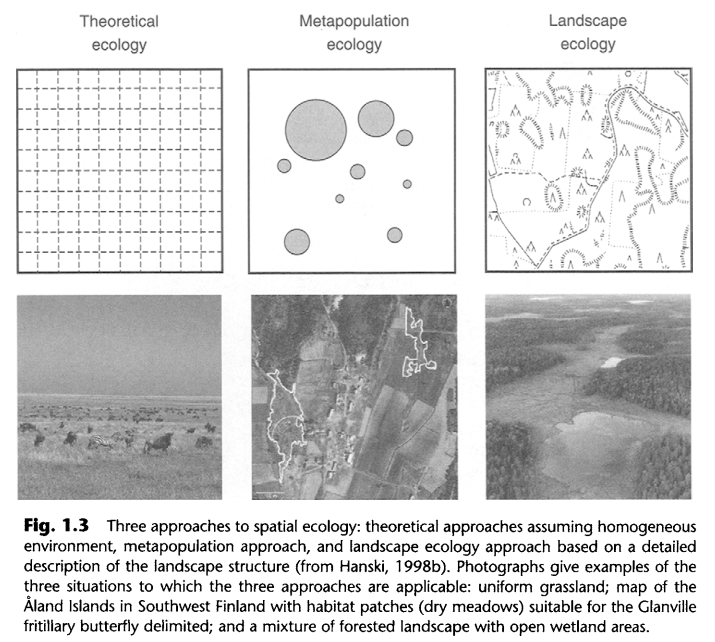 Theoretical
ecology
Metapopulation
ecology
Landscape
ecology
Fig. 1.3 Three approaches to spatial ecology: theoretical approaches assuming homogeneous
environment, metapopulation approach, and landscape ecology approach based on a detailed
description of the landscape structure (from Hanski, 1998b). Photographs give examples of the
three situations to which the three approaches are applicable: uniform grassland; map of the
Åland Islands in Southwest Finland with habitat patches (dry meadows) suitable for the Glanville
fritillary butterfly delimited; and a mixture of forested landscape with open wetland areas.